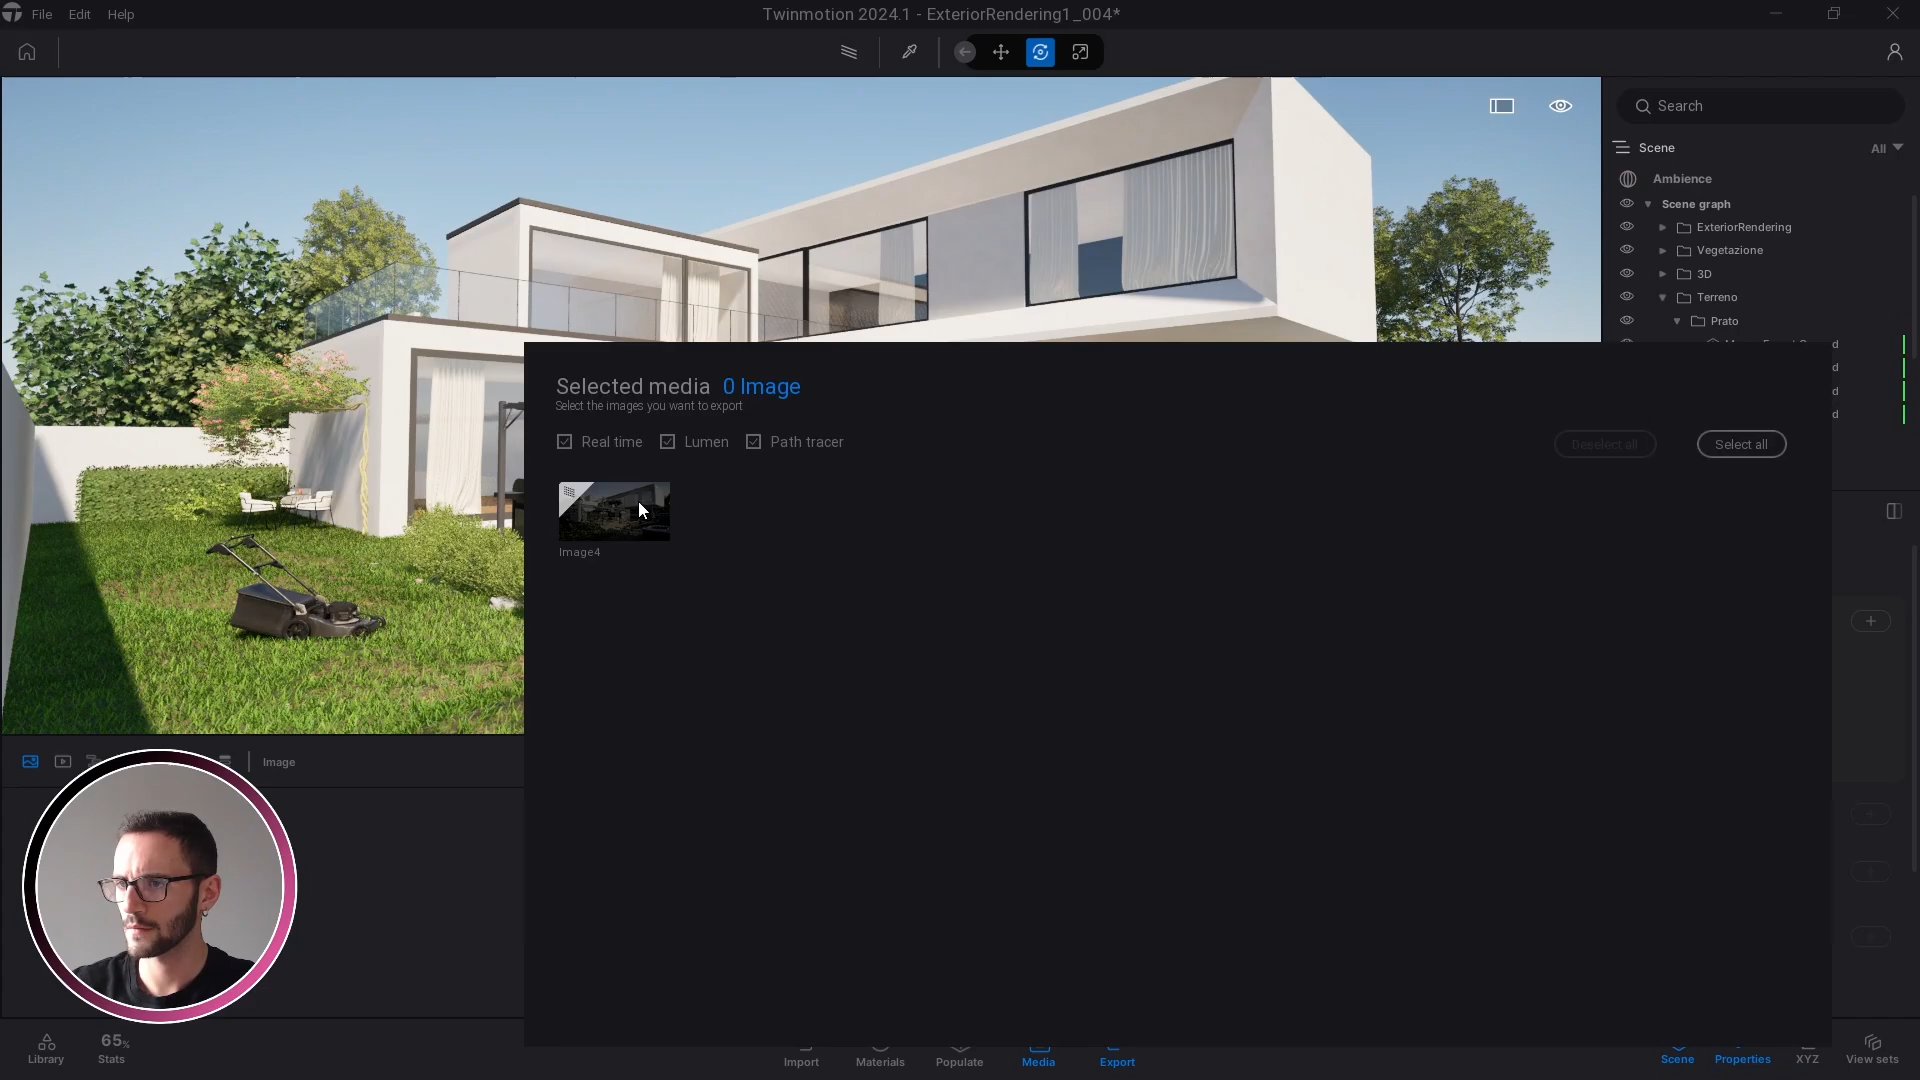 File Edit Help
Twinmotion 2024.1 - ExteriorRendering1_004*
Search
Scene
All
Ambience
Scene graph
ExteriorRendering
Vegetazione
3D
Terreno
Prato
d
d
d
d
Selected media 0 Image
Select the images you want to export
Real time Lumen Path tracer
Deselect all
Select all
Image4
Image
65%
Library
Stats
Import
Materials
Populate
Media
Export
Scene
Properties
XYZ
View sets